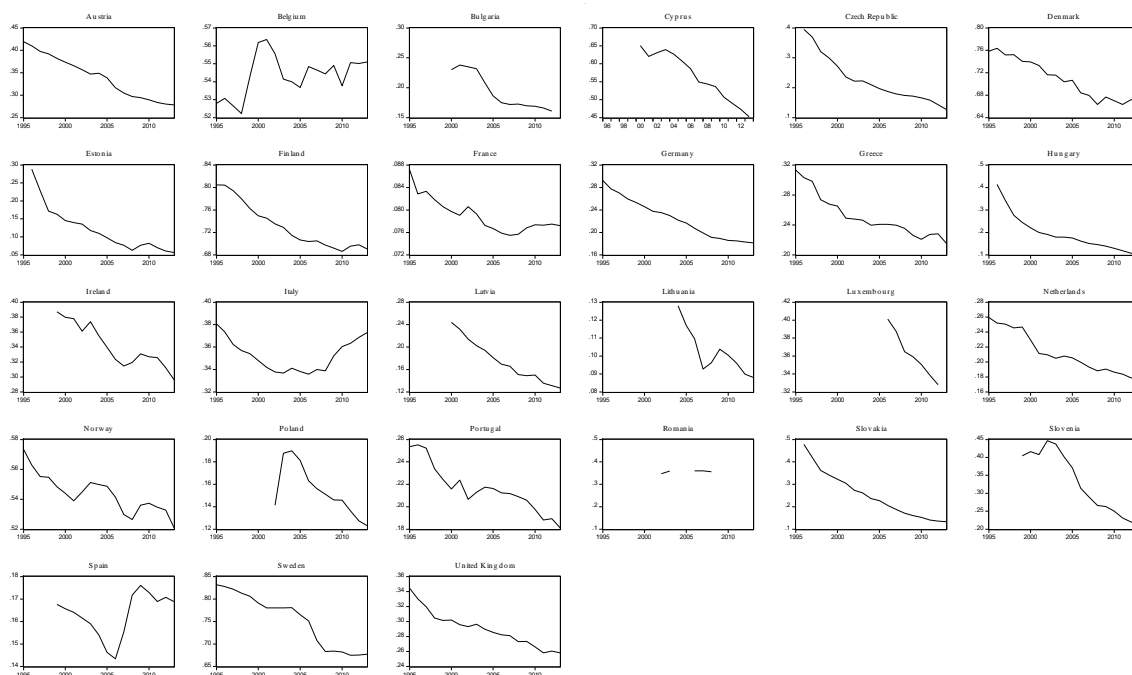 Austria
.45
.40
.35
.30
.25
1995 2000 2005 2010
Belgium
.57
.56
.55
.54
.53
.52
1995 2000 2005 2010
Bulgaria
.30
.25
.20
.15
1995 2000 2005 2010
Cyprus
.70
.65
.60
.55
.50
.45
96 98 00 02 04 06 08 10 12
Czech Republic
.4
.3
.2
.1
1995 2000 2005 2010
Denmark
.80
.76
.72
.68
.64
1995 2000 2005 2010
Estonia
.30
.25
.20
.15
.10
.05
1995 2000 2005 2010
Finland
.84
.80
.76
.72
.68
1995 2000 2005 2010
France
.088
.084
.080
.076
.072
1995 2000 2005 2010
Germany
.32
.28
.24
.20
.16
1995 2000 2005 2010
Greece
.32
.28
.24
.20
1995 2000 2005 2010
Hungary
.5
.4
.3
.2
.1
1995 2000 2005 2010
Ireland
.40
.38
.36
.34
.32
.30
.28
1995 2000 2005 2010
Italy
.40
.38
.36
.34
.32
1995 2000 2005 2010
Latvia
.28
.24
.20
.16
.12
1995 2000 2005 2010
Lithuania
.13
.12
.11
.10
.09
.08
1995 2000 2005 2010
Luxembourg
.42
.40
.38
.36
.34
.32
1995 2000 2005 2010
Netherlands
.28
.26
.24
.22
.20
.18
.16
1995 2000 2005 2010
Norway
.58
.56
.54
.52
1995 2000 2005 2010
Poland
.20
.18
.16
.14
.12
1995 2000 2005 2010
Portugal
.26
.24
.22
.20
.18
1995 2000 2005 2010
Romania
.5
.4
.3
.2
.1
1995 2000 2005 2010
Slovakia
.5
.4
.3
.2
.1
1995 2000 2005 2010
Slovenia
.45
.40
.35
.30
.25
.20
1995 2000 2005 2010
Spain
.18
.17
.16
.15
.14
1995 2000 2005 2010
Sweden
.85
.80
.75
.70
.65
1995 2000 2005 2010
United Kingdom
.36
.34
.32
.30
.28
.26
.24
1995 2000 2005 2010